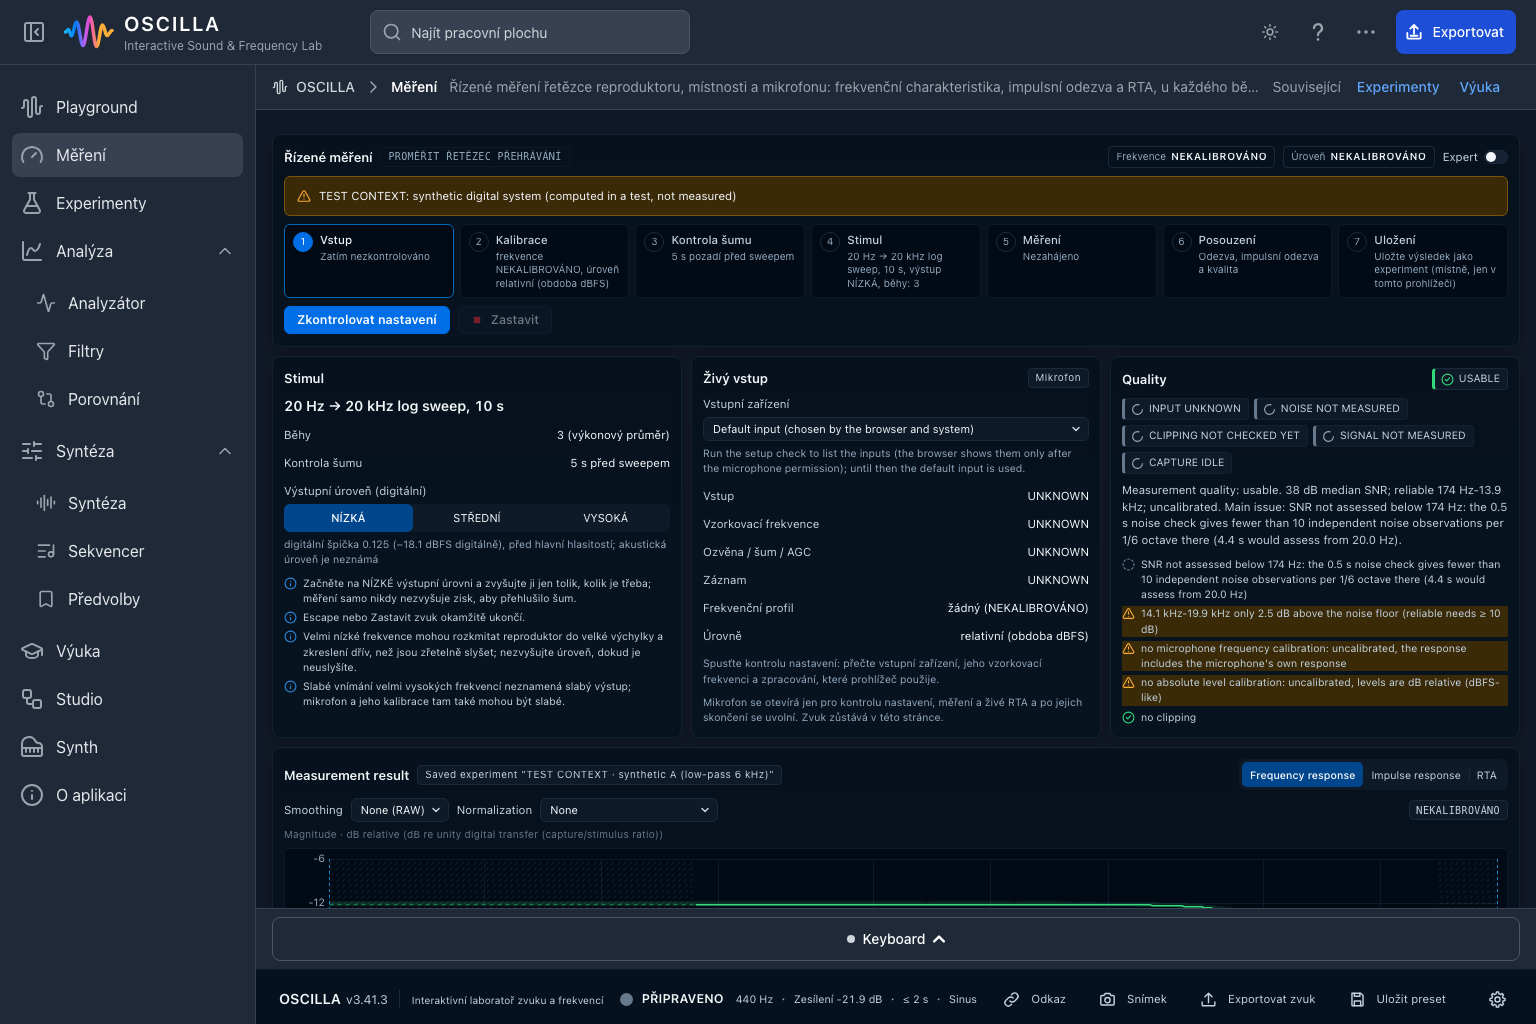 OSCILLA
Interactive Sound & Frequency Lab
Najít pracovní plochu
?
Exportovat
Playground
Měření
Experimenty
Analýza
Analyzátor
Filtry
Porovnání
Syntéza
Syntéza
Sekvencer
Předvolby
Výuka
Studio
Synth
O aplikaci
OSCILLA
Měření
Řízené měření řetězce reproduktoru, místnosti a mikrofonu: frekvenční charakteristika, impulsní odezva a RTA, u každého bě...
Související
Experimenty
Výuka
Řízené měření
PROMĚŘIT ŘETĚZEC PŘEHRÁVÁNÍ
Frekvence NEKALIBROVÁNO
Úroveň NEKALIBROVÁNO
Expert
TEST CONTEXT: synthetic digital system (computed in a test, not measured)
1
Vstup
Zatím nezkontrolováno
2
Kalibrace
frekvence
NEKALIBROVÁNO, úroveň
relativní (obdoba dBFS)
3
Kontrola šumu
5 s pozadí před sweepem
4
Stimul
20 Hz → 20 kHz log
sweep, 10 s, výstup
NÍZKÁ, běhy: 3
5
Měření
Nezahájeno
6
Posouzení
Odezva, impulsní odezva
a kvalita
7
Uložení
Uložte výsledek jako
experiment (místně, jen v
tomto prohlížeči)
Zkontrolovat nastavení
Zastavit
Stimul
20 Hz → 20 kHz log sweep, 10 s
Běhy
3 (výkonový průměr)
Kontrola šumu
5 s před sweepem
Výstupní úroveň (digitální)
NÍZKÁ
STŘEDNÍ
VYSOKÁ
digitální špička 0.125 (−18.1 dBFS digitálně), před hlavní hlasitostí; akustická
úroveň je neznámá
Začněte na NÍZKÉ výstupní úrovni a zvyšujte ji jen tolik, kolik je třeba;
měření samo nikdy nezvyšuje zisk, aby přehlušilo šum.
Escape nebo Zastavit zvuk okamžitě ukončí.
Velmi nízké frekvence mohou rozkmitat reproduktor do velké výchylky a
zkreslení dřív, než jsou zřetelně slyšet; nezvyšujte úroveň, dokud je
neuslyšíte.
Slabé vnímání velmi vysokých frekvencí neznamená slabý výstup;
mikrofon a jeho kalibrace tam také mohou být slabé.
Živý vstup
Mikrofon
Vstupní zařízení
Default input (chosen by the browser and system)
Run the setup check to list the inputs (the browser shows them only after
the microphone permission); until then the default input is used.
Vstup
UNKNOWN
Vzorkovací frekvence
UNKNOWN
Ozvěna / šum / AGC
UNKNOWN
Záznam
UNKNOWN
Frekvenční profil
žádný (NEKALIBROVÁNO)
Úrovně
relativní (obdoba dBFS)
Spusťte kontrolu nastavení: přečte vstupní zařízení, jeho vzorkovací
frekvenci a zpracování, které prohlížeč použije.
Mikrofon se otevírá jen pro kontrolu nastavení, měření a živé RTA a po jejich
skončení se uvolní. Zvuk zůstává v této stránce.
Quality
USABLE
INPUT UNKNOWN
NOISE NOT MEASURED
CLIPPING NOT CHECKED YET
SIGNAL NOT MEASURED
CAPTURE IDLE
Measurement quality: usable. 38 dB median SNR; reliable 174 Hz-13.9
kHz; uncalibrated. Main issue: SNR not assessed below 174 Hz: the 0.5
s noise check gives fewer than 10 independent noise observations per
1/6 octave there (4.4 s would assess from 20.0 Hz).
SNR not assessed below 174 Hz: the 0.5 s noise check gives fewer than
10 independent noise observations per 1/6 octave there (4.4 s would
assess from 20.0 Hz)
14.1 kHz-19.9 kHz only 2.5 dB above the noise floor (reliable needs ≥ 10
dB)
no microphone frequency calibration: uncalibrated, the response
includes the microphone's own response
no absolute level calibration: uncalibrated, levels are dB relative (dBFS-
like)
no clipping
Measurement result
Saved experiment "TEST CONTEXT · synthetic A (low-pass 6 kHz)"
Frequency response
Impulse response
RTA
Smoothing
None (RAW)
Normalization
None
NEKALIBROVÁNO
Magnitude · dB relative (dB re unity digital transfer (capture/stimulus ratio))
-6
-12
Keyboard
OSCILLA v3.41.3
Interaktivní laboratoř zvuku a frekvencí
PŘIPRAVENO
440 Hz · Zesílení -21.9 dB · ≤ 2 s · Sinus
Odkaz
Snímek
Exportovat zvuk
Uložit preset